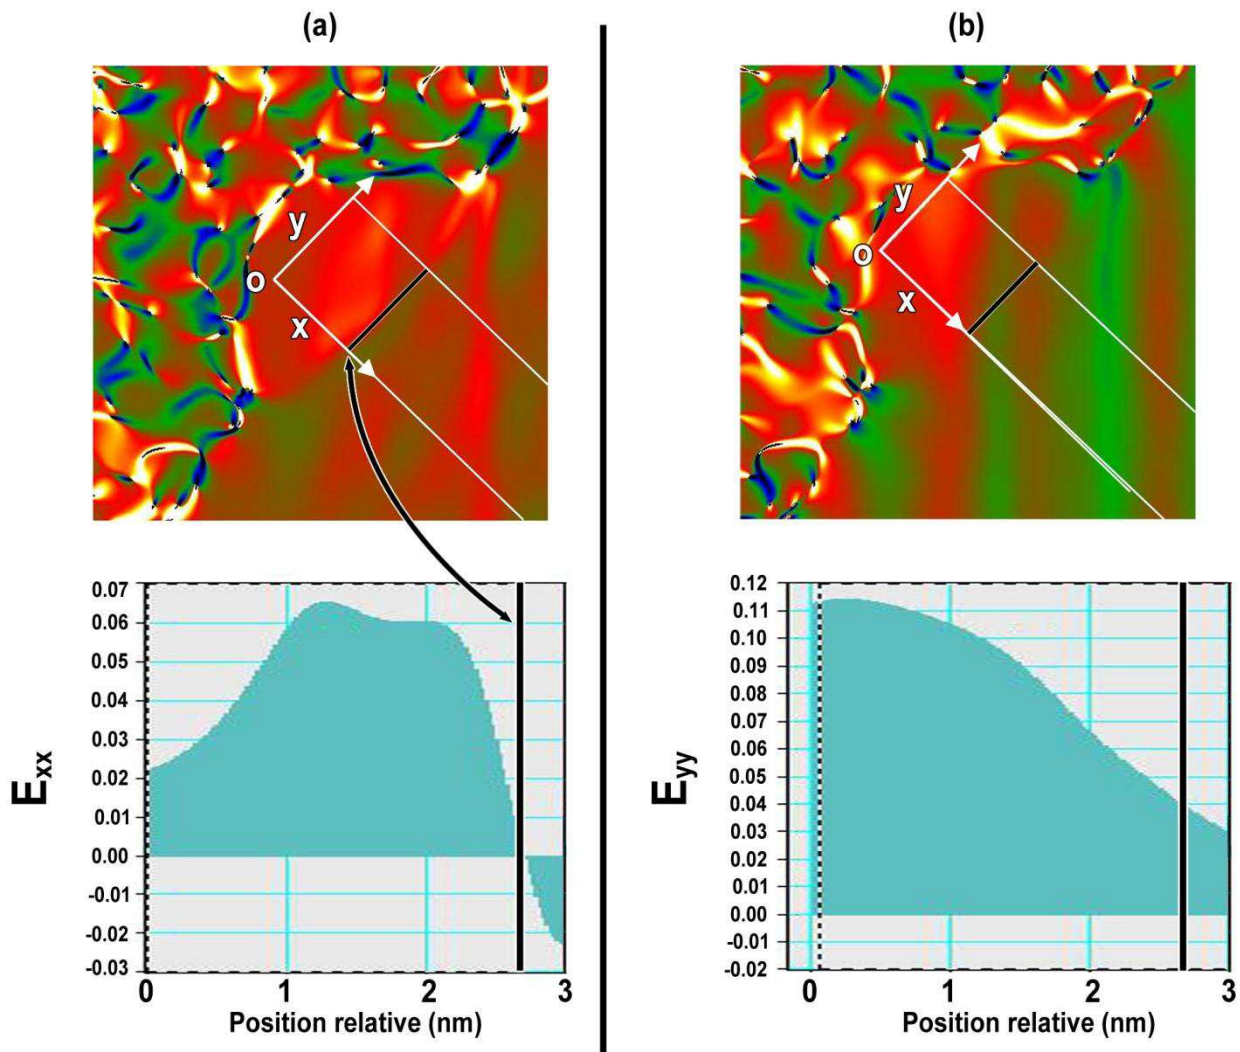 (a)
(b)
y
o
x
y
o
x
0.07
0.06
0.05
0.04
0.03
0.02
0.01
0.00
-0.01
-0.02
-0.03
Exx
0
1
2
3
Position relative (nm)
0.12
0.11
0.10
0.09
0.08
0.07
0.06
0.05
0.04
0.03
0.02
0.01
0.00
-0.01
-0.02
Eyy
0
1
2
3
Position relative (nm)